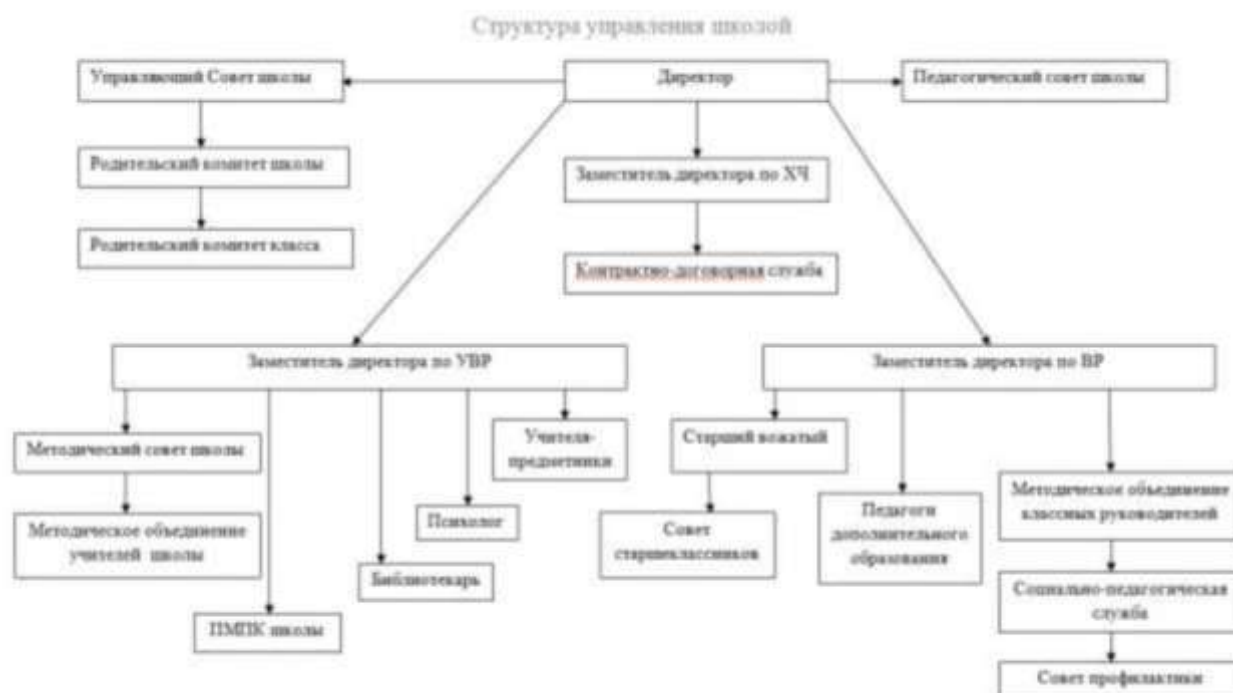 Структура управления школой
Управляющий Совет школы
Директор
Педагогический совет школы
Родительский комитет школы
Заместитель директора по ХЧ
Родительский комитет класса
Контрактно-договорная служба
Заместитель директора по УВР
Заместитель директора по ВР
Методический совет школы
Учителя-
предметники
Старший вожатый
Методическое объединение
учителей школы
Психолог
Совет
старшеклассников
Педагоги
дополнительного
образования
Методическое объединение
классных руководителей
Библиотекарь
Социально-педагогическая
служба
ПМПК школы
Совет профилактики